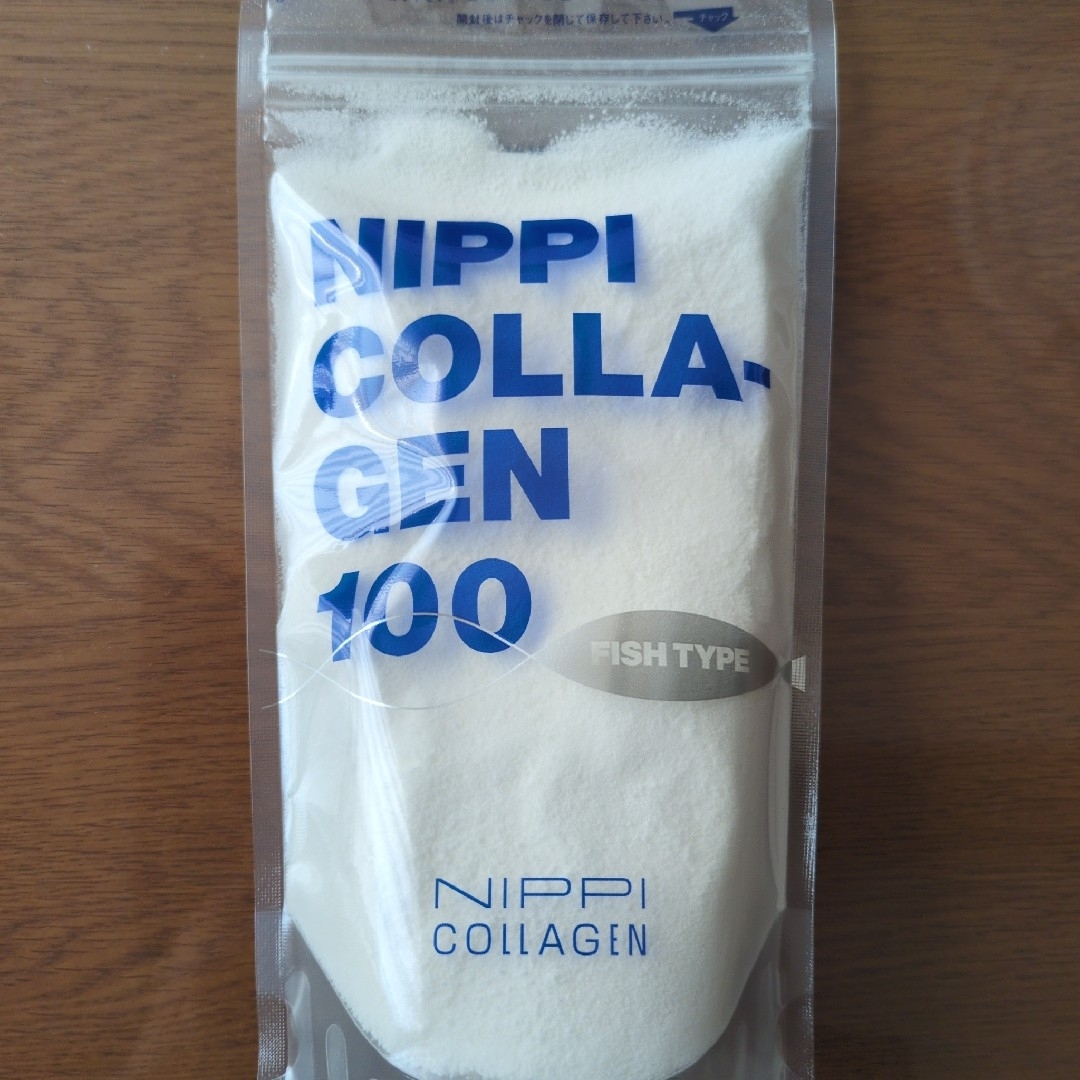 開封後はチャックを閉じて保存して下さい。
チャック
NIPPI
COLLA-
GEN
100
FISH TYPE
NIPPI
COLLAGEN